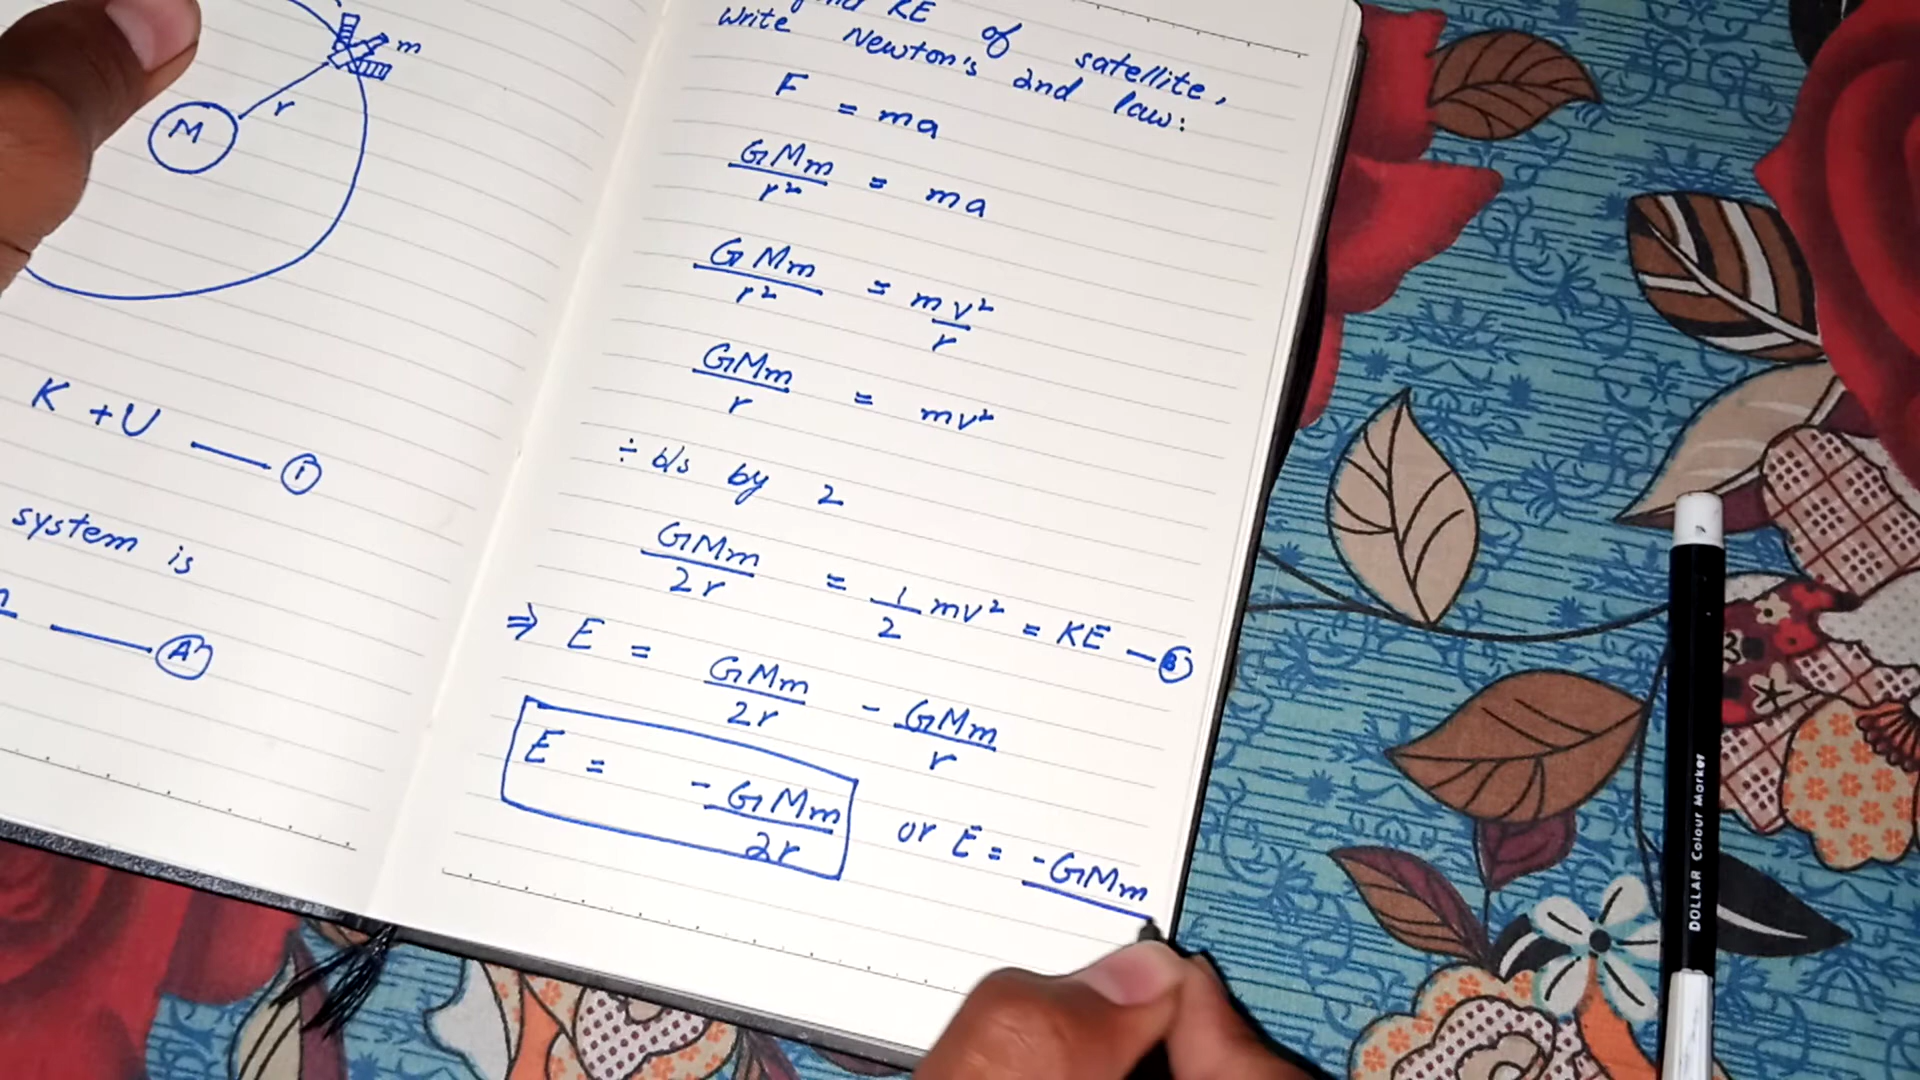 m
r
M
K + U —— (i)
system is
—— (A)
KE of satellite,
Write Newton's 2nd law:
F = ma
GMm/r² = ma
GMm/r² = m v²/r
GMm/r = mv²
÷ b/s by 2
GMm/2r = 1/2 mv² = KE — (B)
⇒ E = GMm/2r - GMm/r
E = -GMm/2r or E = -GMm
DOLLAR Colour Marker